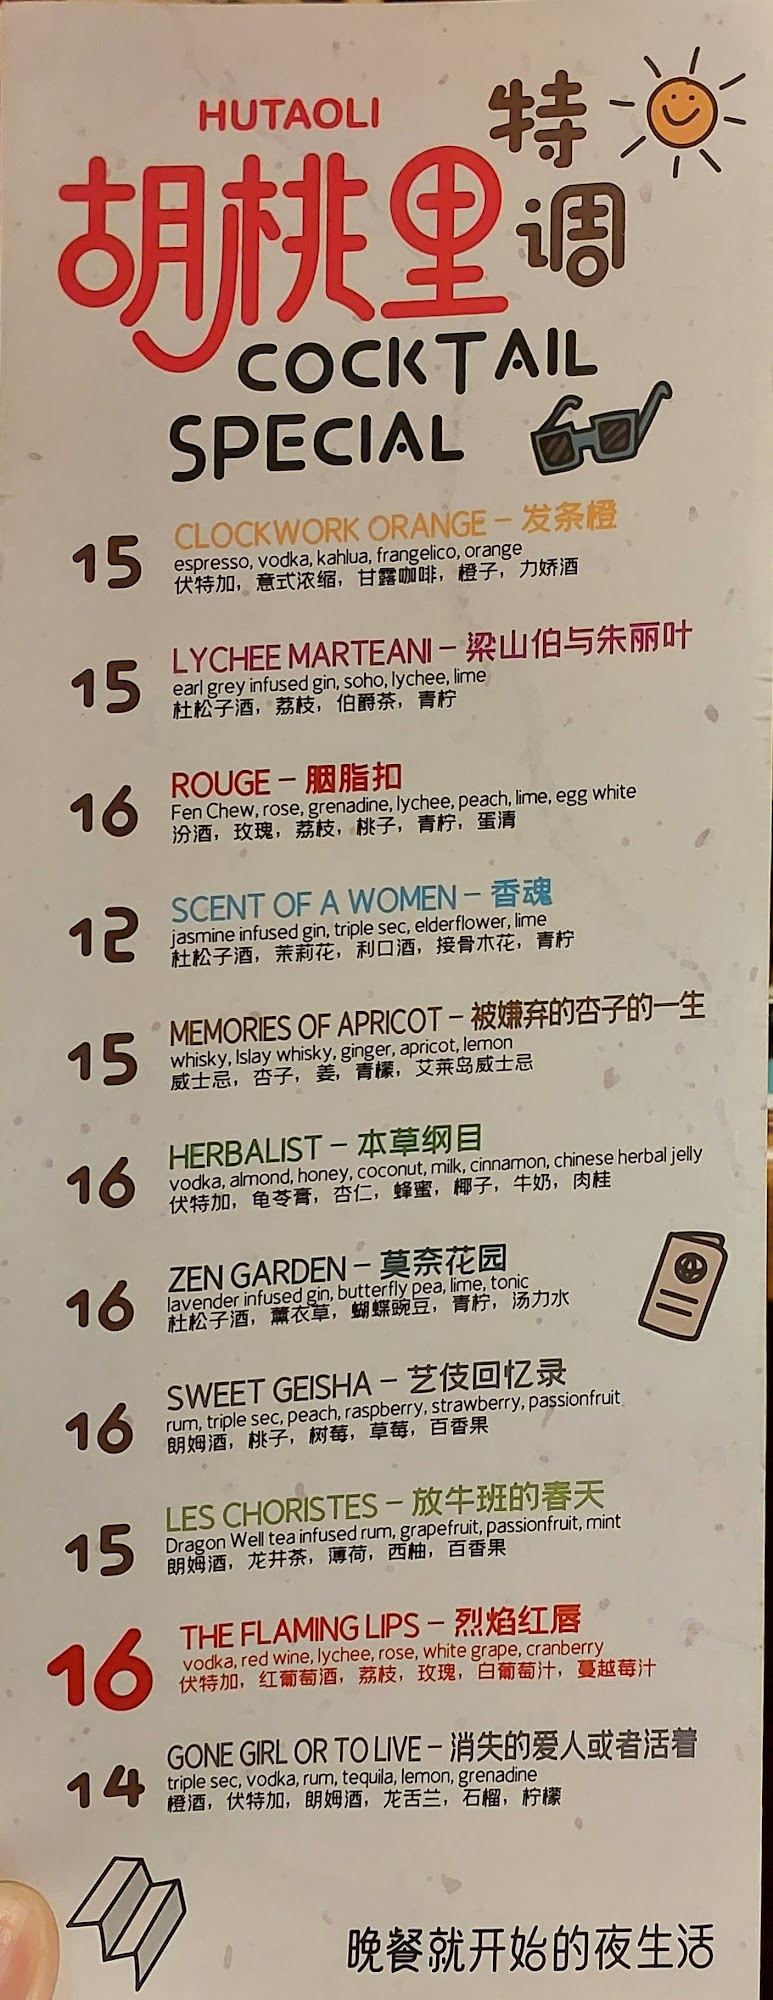 HUTAOLI
胡桃里
特调
COCKTAIL
SPECIAL
15
CLOCKWORK ORANGE – 发条橙
espresso, vodka, kahlua, frangelico, orange
伏特加，意式浓缩，甘露咖啡，橙子，力娇酒
15
LYCHEE MARTEANI – 梁山伯与朱丽叶
earl grey infused gin, soho, lychee, lime
杜松子酒，荔枝，伯爵茶，青柠
16
ROUGE – 胭脂扣
Fen Chew, rose, grenadine, lychee, peach, lime, egg white
汾酒，玫瑰，荔枝，桃子，青柠，蛋清
12
SCENT OF A WOMEN – 香魂
jasmine infused gin, triple sec, elderflower, lime
杜松子酒，茉莉花，利口酒，接骨木花，青柠
15
MEMORIES OF APRICOT – 被嫌弃的杏子的一生
whisky, Islay whisky, ginger, apricot, lemon
威士忌，杏子，姜，青檬，艾莱岛威士忌
16
HERBALIST – 本草纲目
vodka, almond, honey, coconut, milk, cinnamon, chinese herbal jelly
伏特加，龟苓膏，杏仁，蜂蜜，椰子，牛奶，肉桂
16
ZEN GARDEN – 莫奈花园
lavender infused gin, butterfly pea, lime, tonic
杜松子酒，薰衣草，蝴蝶豌豆，青柠，汤力水
16
SWEET GEISHA – 艺伎回忆录
rum, triple sec, peach, raspberry, strawberry, passionfruit
朗姆酒，桃子，树莓，草莓，百香果
15
LES CHORISTES – 放牛班的春天
Dragon Well tea infused rum, grapefruit, passionfruit, mint
朗姆酒，龙井茶，薄荷，西柚，百香果
16
THE FLAMING LIPS – 烈焰红唇
vodka, red wine, lychee, rose, white grape, cranberry
伏特加，红葡萄酒，荔枝，玫瑰，白葡萄汁，蔓越莓汁
14
GONE GIRL OR TO LIVE – 消失的爱人或者活着
triple sec, vodka, rum, tequila, lemon, grenadine
橙酒，伏特加，朗姆酒，龙舌兰，石榴，柠檬
晚餐就开始的夜生活